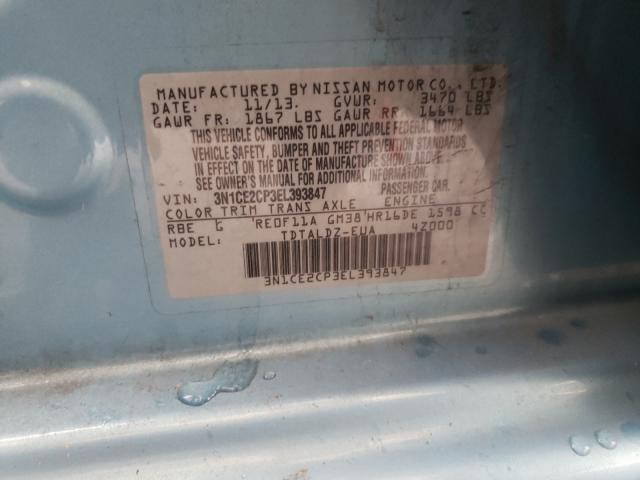 MANUFACTURED BY NISSAN MOTOR CO., LTD.
DATE: 11/13. GVWR: 3470 LBS
GAWR FR: 1867 LBS GAWR RR: 1664 LBS
THIS VEHICLE CONFORMS TO ALL APPLICABLE FEDERAL MOTOR
VEHICLE SAFETY, BUMPER AND THEFT PREVENTION STANDARDS
IN EFFECT ON THE DATE OF MANUFACTURE SHOWN ABOVE.
SEE OWNER'S MANUAL FOR ADDITIONAL INFORMATION.
VIN: 3N1CE2CP3EL393847 PASSENGER CAR.
COLOR TRIM TRANS AXLE ENGINE
RBE G RE0F11A GM38 HR16DE 1598 CC
MODEL: TDTALDZ-EUA 4Z000
3N1CE2CP3EL393847